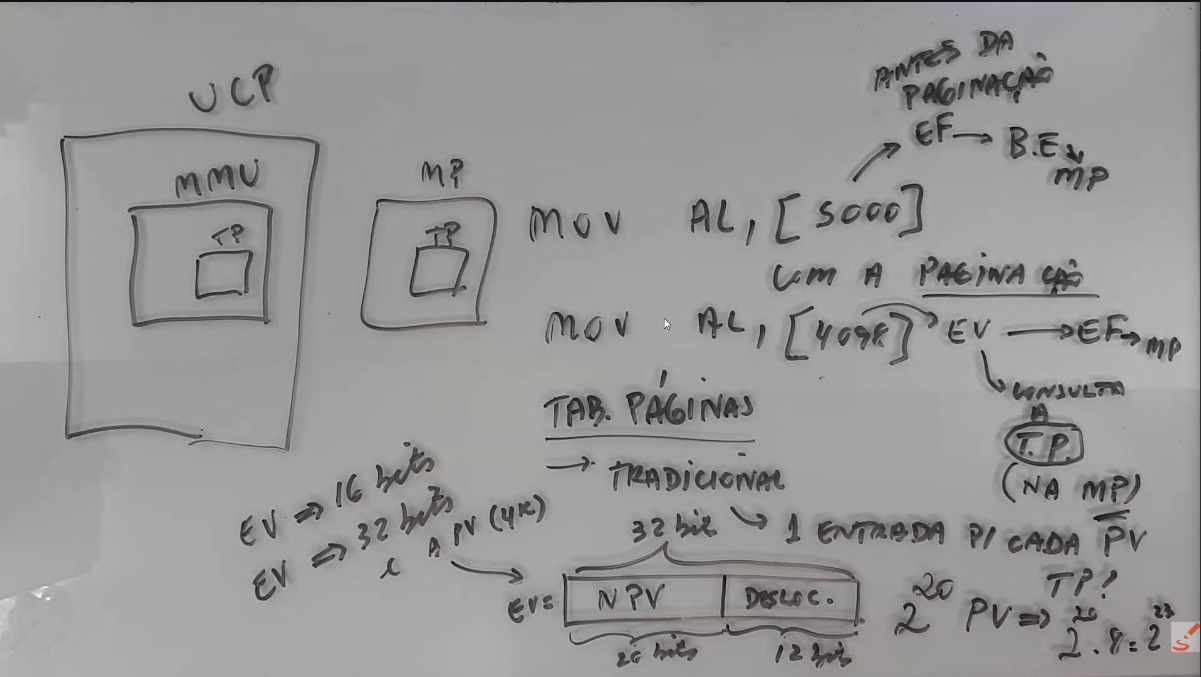 UCP
MMU
TP
MP
TP
ANTES DA
PAGINAÇÃO
EF → B.E → MP
MOV AL, [5000]
COM A PAGINAÇÃO
MOV AL, [4098] EV → EF → MP
CONSULTA
A
T.P.
(NA MP)
TAB. PÁGINAS
→ TRADICIONAL
1 ENTRADA P/ CADA PV
EV ⇒ 16 bits
EV ⇒ 32 bits
E A PV (4K)
32 bit
EV = NPV DESLOC.
20 bits 12 bits
TP?
2^20 PV ⇒ 2^20 . 8 = 2^23